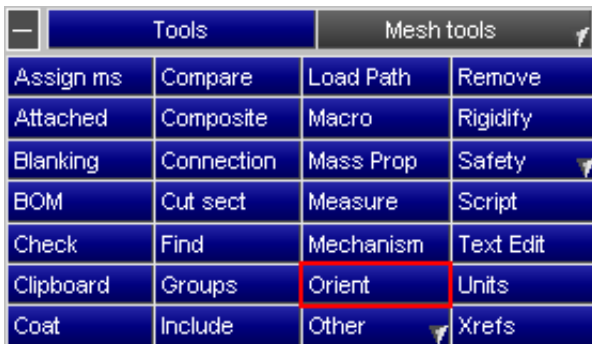 Tools Mesh tools
Assign ms Compare Load Path Remove
Attached Composite Macro Rigidify
Blanking Connection Mass Prop Safety
BOM Cut sect Measure Script
Check Find Mechanism Text Edit
Clipboard Groups Orient Units
Coat Include Other Xrefs